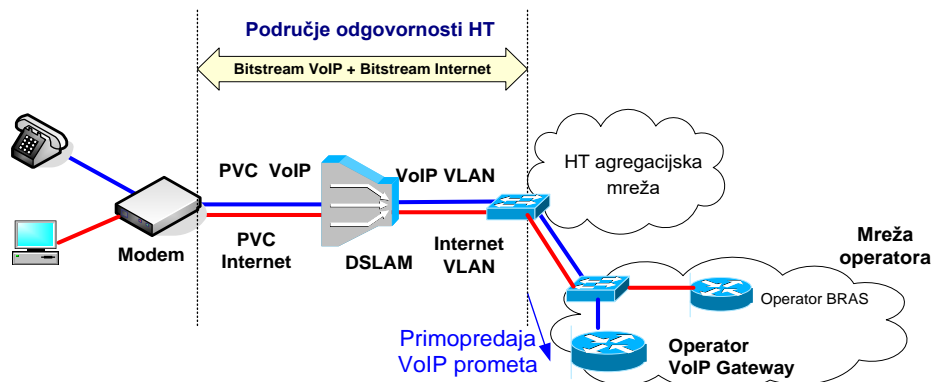 Područje odgovornosti HT
Bitstream VoIP + Bitstream Internet
HT agregacijska
mreža
PVC VoIP
VoIP VLAN
Modem
PVC
Internet
DSLAM
Internet
VLAN
Mreža
operatora
Operator BRAS
Primopredaja
VoIP prometa
Operator
VoIP Gateway